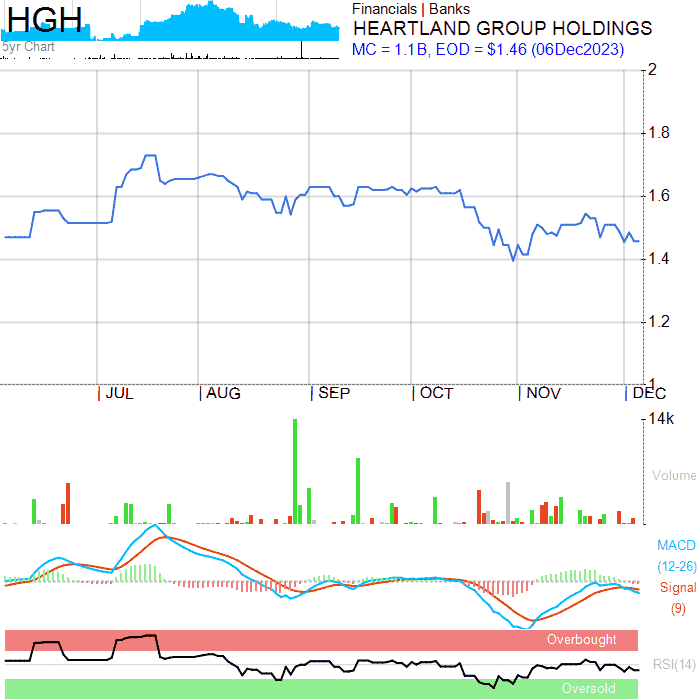 HGH
5yr Chart
Financials | Banks
HEARTLAND GROUP HOLDINGS
MC = 1.1B, EOD = $1.46 (06Dec2023)
2
1.8
1.6
1.4
1.2
1
JUL
AUG
SEP
OCT
NOV
DEC
14k
Volume
MACD
(12-26)
Signal
(9)
Overbought
RSI(14)
Oversold